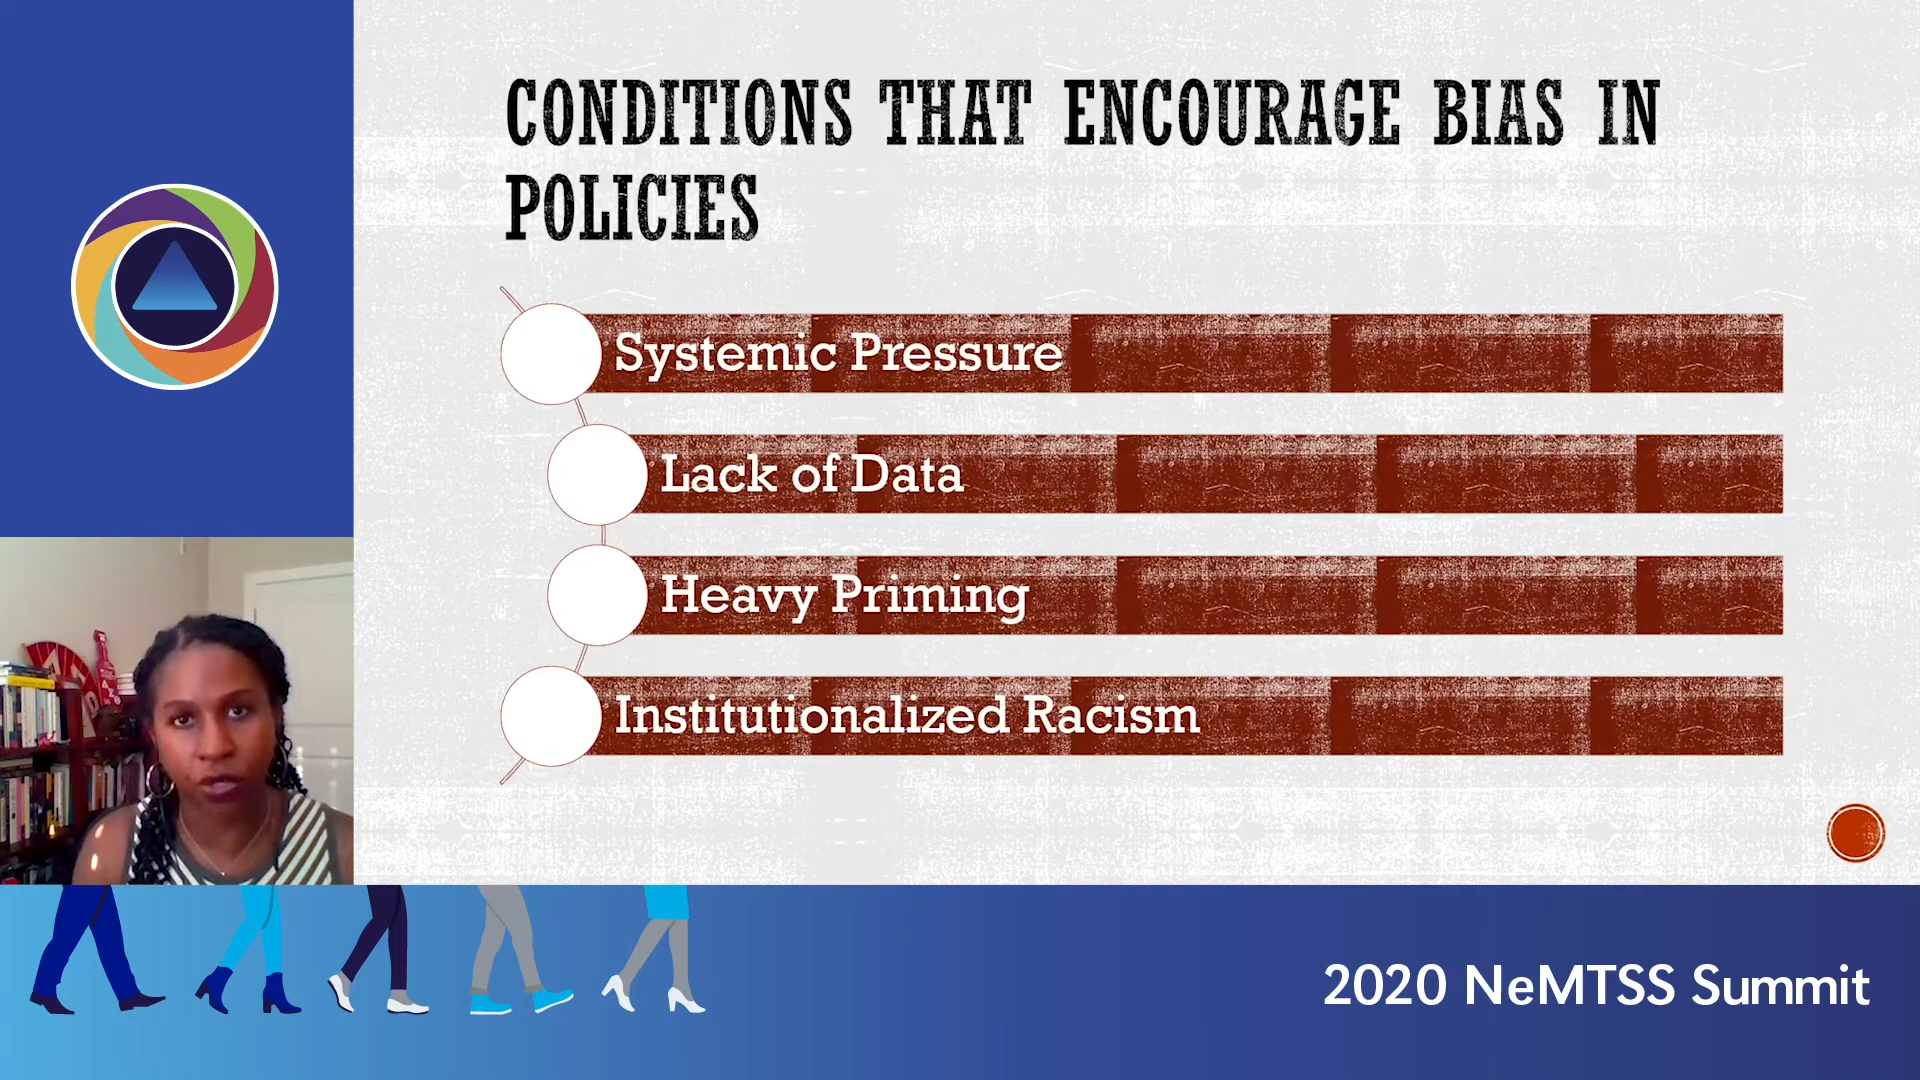 CONDITIONS THAT ENCOURAGE BIAS IN
POLICIES
Systemic Pressure
Lack of Data
Heavy Priming
Institutionalized Racism
2020 NeMTSS Summit